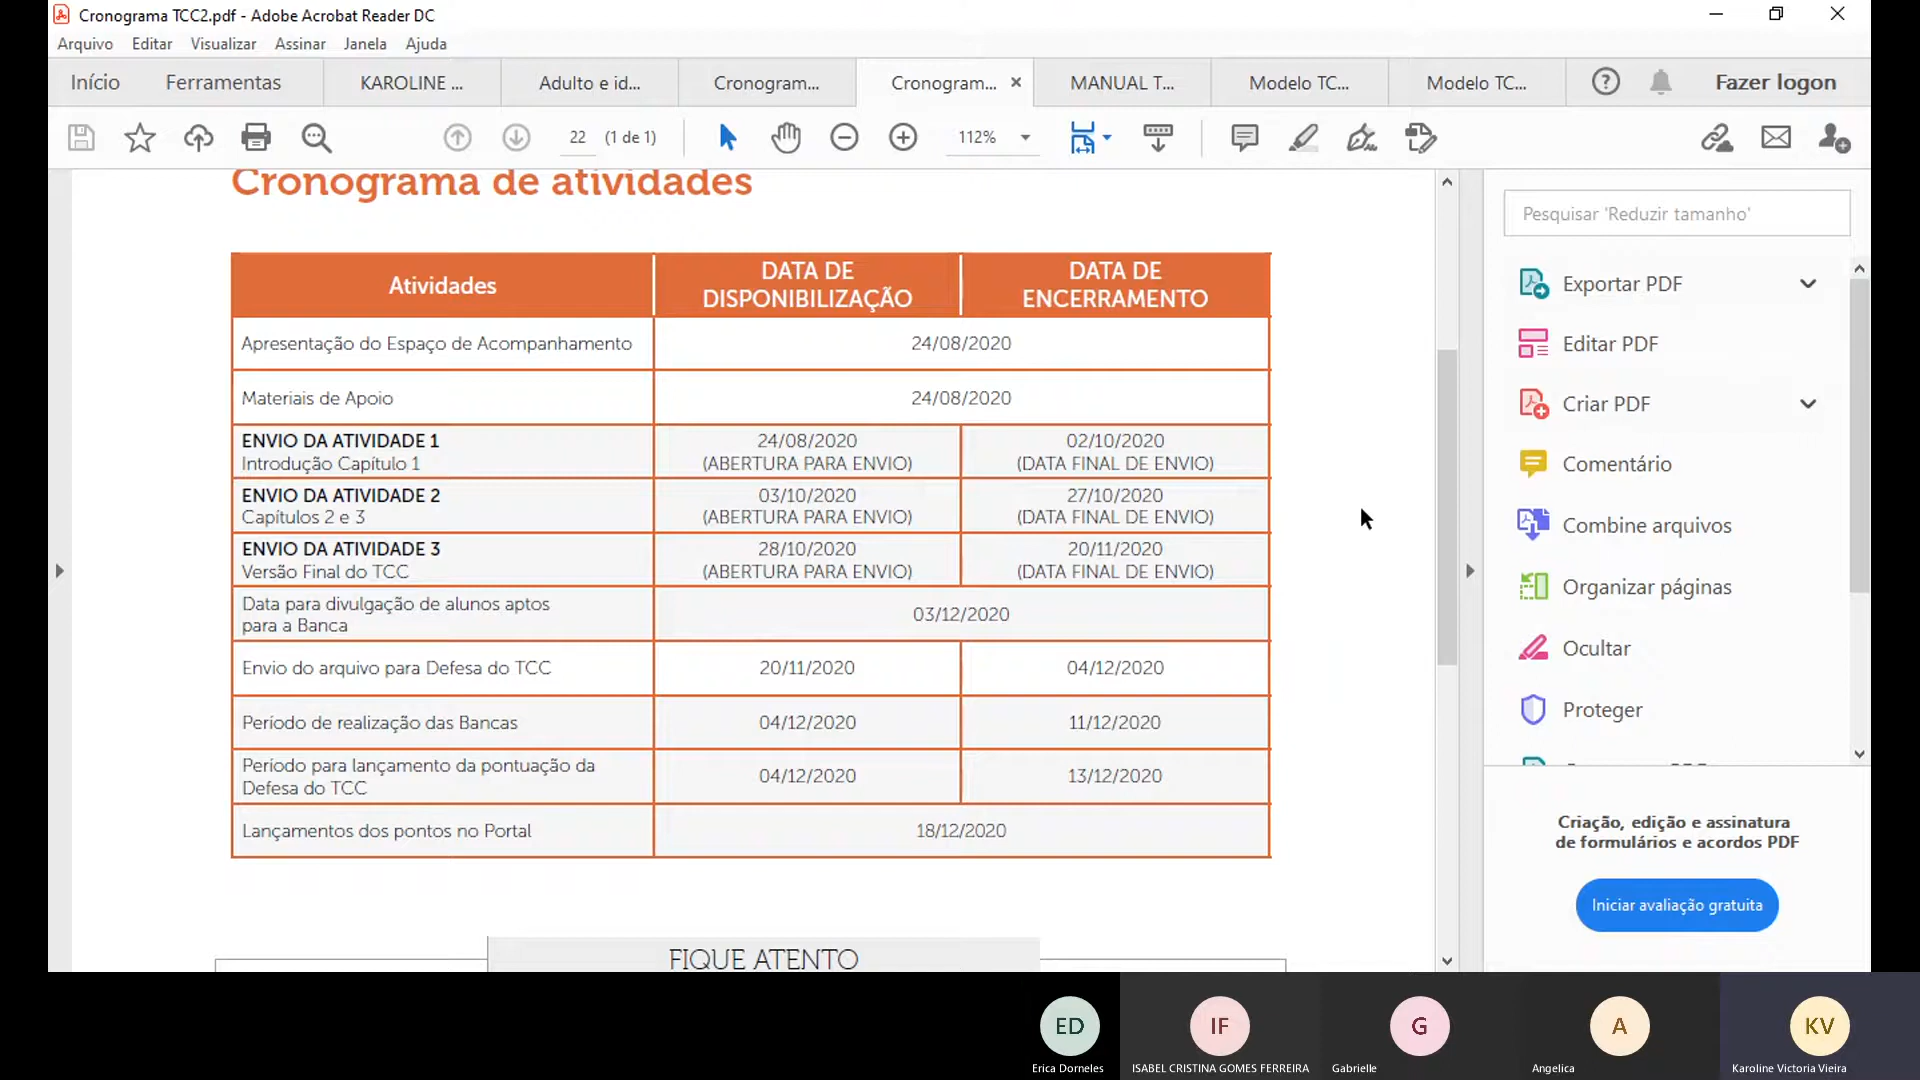 Cronograma TCC2.pdf - Adobe Acrobat Reader DC
Arquivo Editar Visualizar Assinar Janela Ajuda
Início Ferramentas KAROLINE ... Adulto e id... Cronogram... Cronogram... × MANUAL T... Modelo TC... Modelo TC... ? Fazer logon
22 (1 de 1) 112%
Cronograma de atividades
Atividades
DATA DE
DISPONIBILIZAÇÃO
DATA DE
ENCERRAMENTO
Apresentação do Espaço de Acompanhamento 24/08/2020
Materiais de Apoio 24/08/2020
ENVIO DA ATIVIDADE 1 24/08/2020 02/10/2020
Introdução Capítulo 1 (ABERTURA PARA ENVIO) (DATA FINAL DE ENVIO)
ENVIO DA ATIVIDADE 2 03/10/2020 27/10/2020
Capítulos 2 e 3 (ABERTURA PARA ENVIO) (DATA FINAL DE ENVIO)
ENVIO DA ATIVIDADE 3 28/10/2020 20/11/2020
Versão Final do TCC (ABERTURA PARA ENVIO) (DATA FINAL DE ENVIO)
Data para divulgação de alunos aptos
para a Banca
03/12/2020
Envio do arquivo para Defesa do TCC 20/11/2020 04/12/2020
Período de realização das Bancas 04/12/2020 11/12/2020
Período para lançamento da pontuação da
Defesa do TCC
04/12/2020 13/12/2020
Lançamentos dos pontos no Portal 18/12/2020
FIQUE ATENTO
Pesquisar 'Reduzir tamanho'
Exportar PDF
Editar PDF
Criar PDF
Comentário
Combine arquivos
Organizar páginas
Ocultar
Proteger
Criação, edição e assinatura
de formulários e acordos PDF
Iniciar avaliação gratuita
ED IF G A KV
Erica Dorneles ISABEL CRISTINA GOMES FERREIRA Gabrielle Angelica Karoline Victoria Vieira